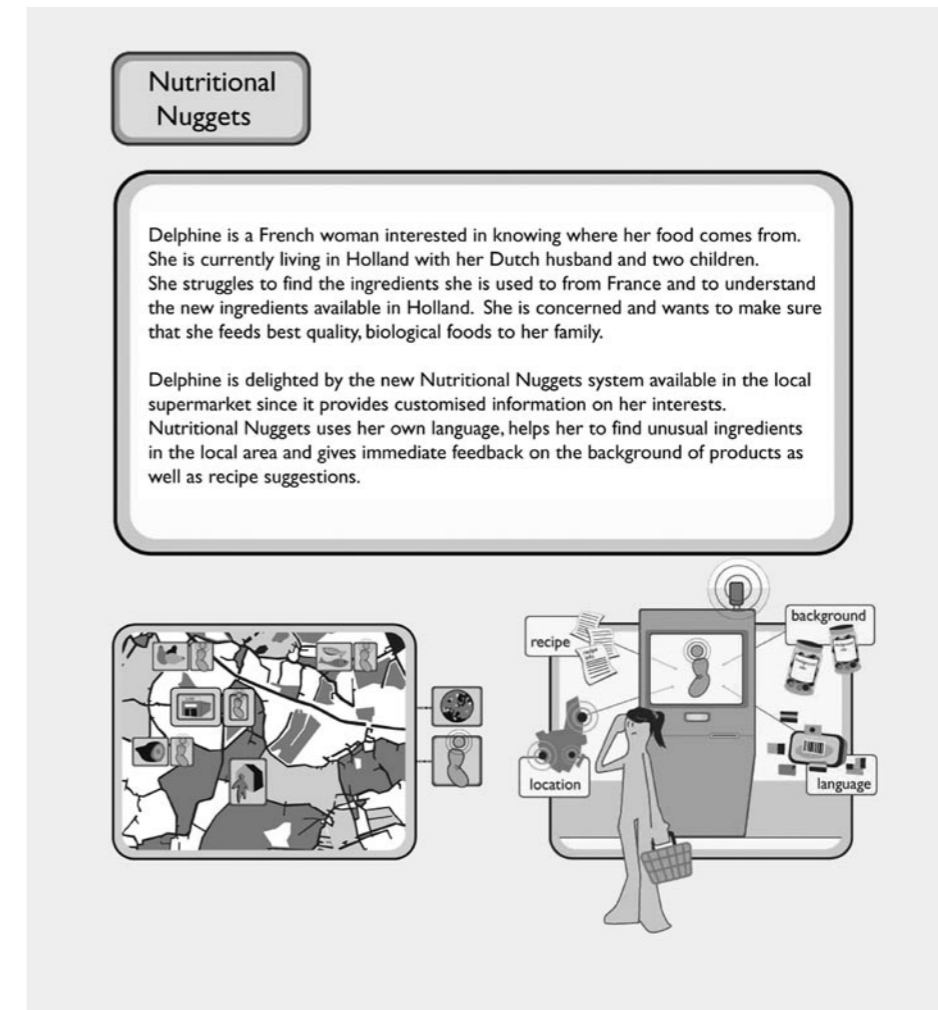 Nutritional
Nuggets
Delphine is a French woman interested in knowing where her food comes from.
She is currently living in Holland with her Dutch husband and two children.
She struggles to find the ingredients she is used to from France and to understand
the new ingredients available in Holland. She is concerned and wants to make sure
that she feeds best quality, biological foods to her family.
Delphine is delighted by the new Nutritional Nuggets system available in the local
supermarket since it provides customised information on her interests.
Nutritional Nuggets uses her own language, helps her to find unusual ingredients
in the local area and gives immediate feedback on the background of products as
well as recipe suggestions.
recipe
background
location
language